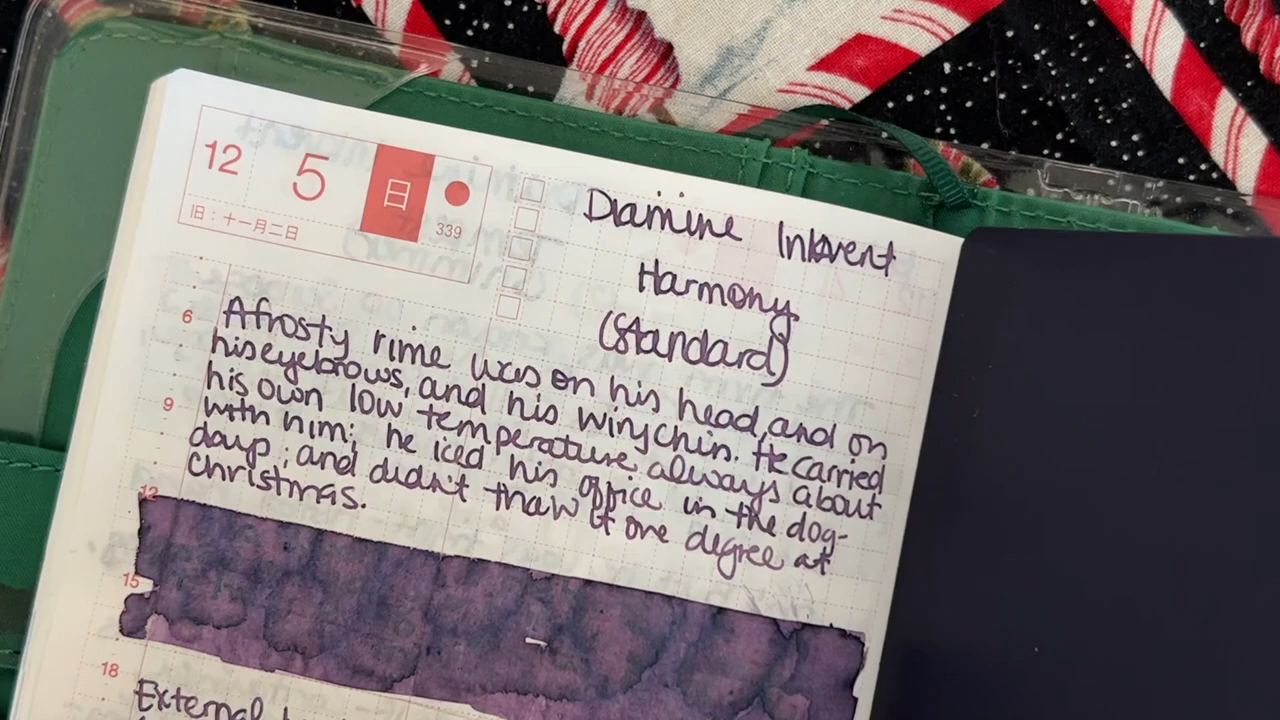 12 5 日
339
旧：十一月二日
Diamine Inkvent
Harmony
(Standard)
6
A frosty rime was on his head, and on
his eyebrows, and his wiry chin. He carried
his own low temperature always about
with him; he iced his office in the dog-
days; and didn't thaw it one degree at
christmas.
9
12
15
18
External